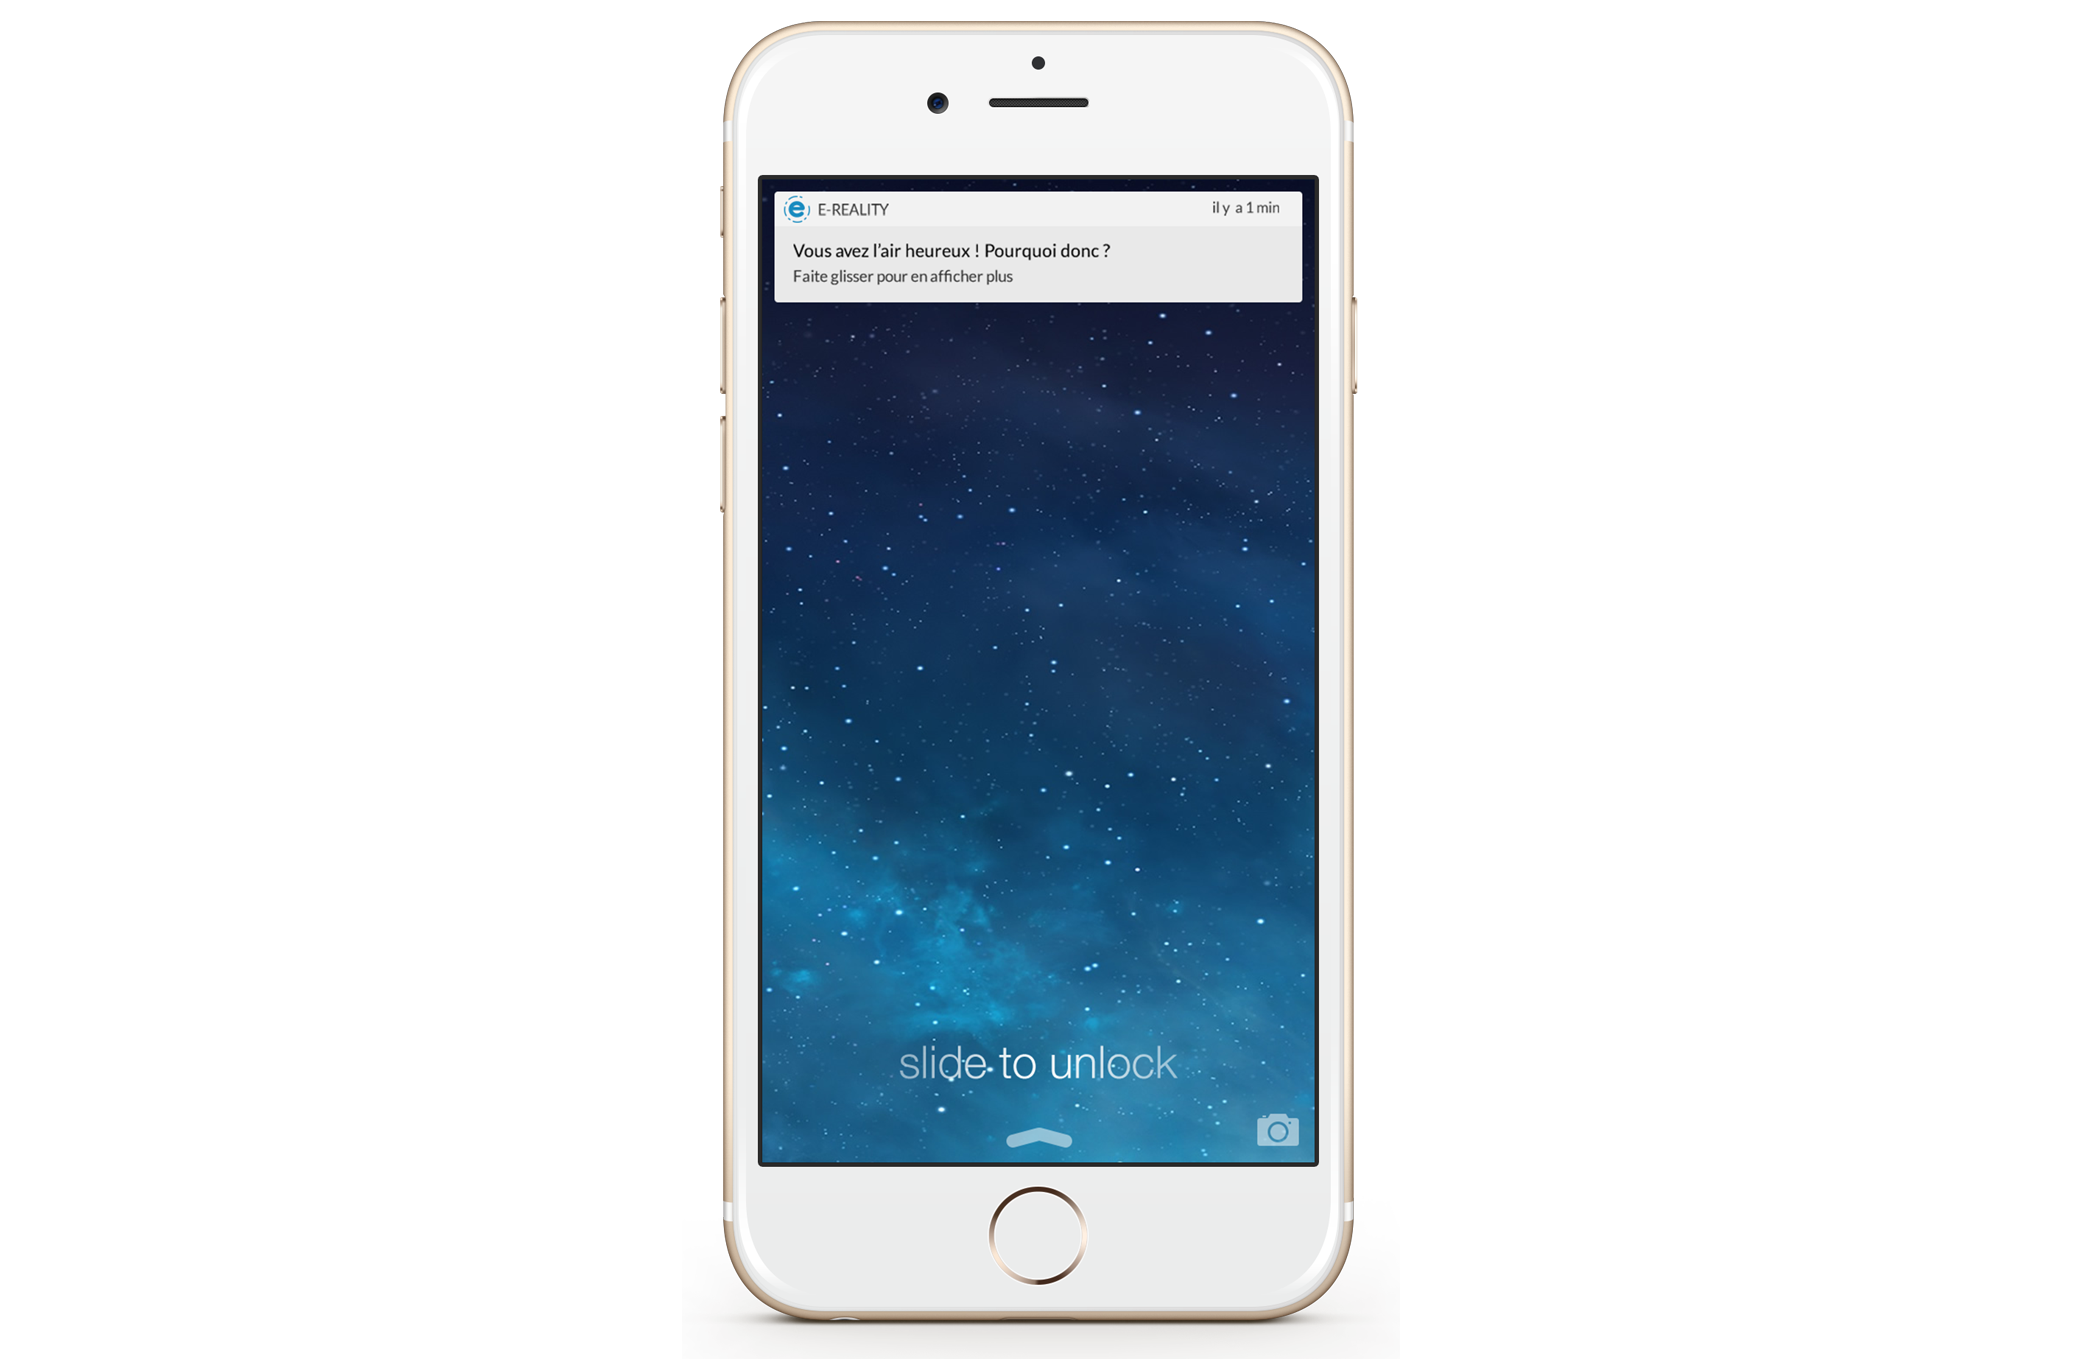 e E-REALITY il y a 1 min
Vous avez l'air heureux ! Pourquoi donc ?
Faite glisser pour en afficher plus
slide to unlock